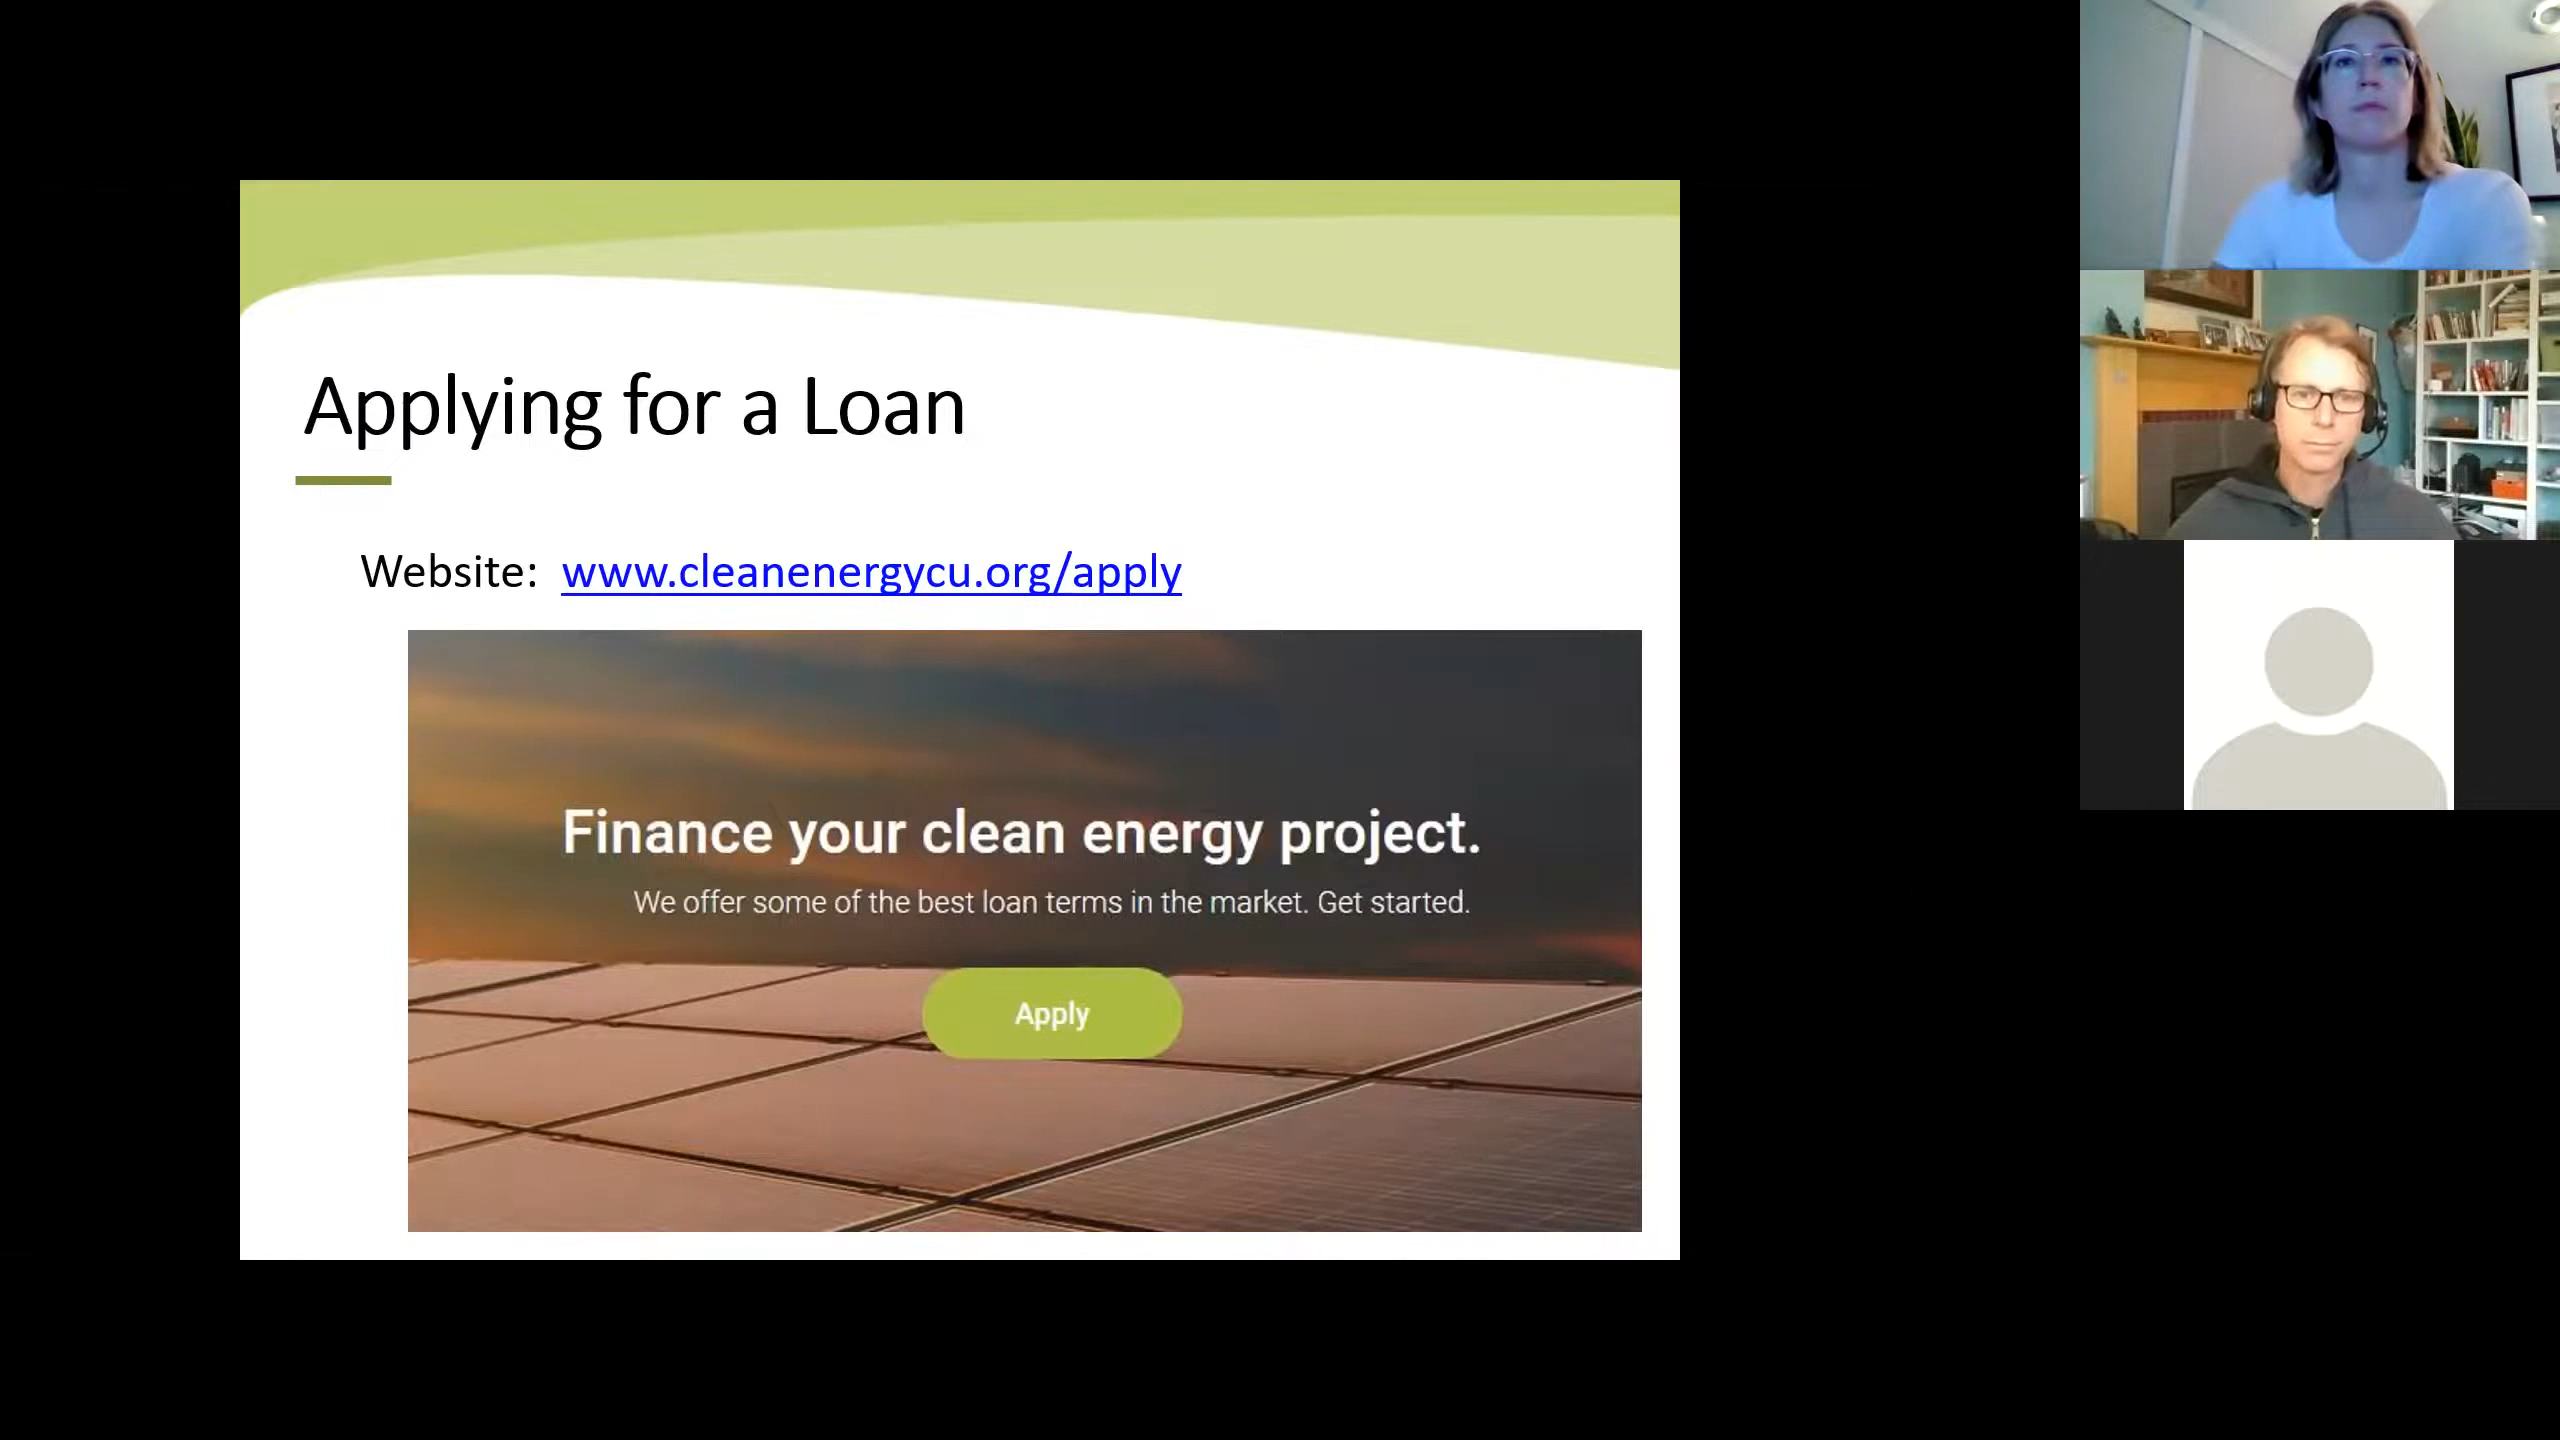 Applying for a Loan
Website: www.cleanenergycu.org/apply
Finance your clean energy project.
We offer some of the best loan terms in the market. Get started.
Apply